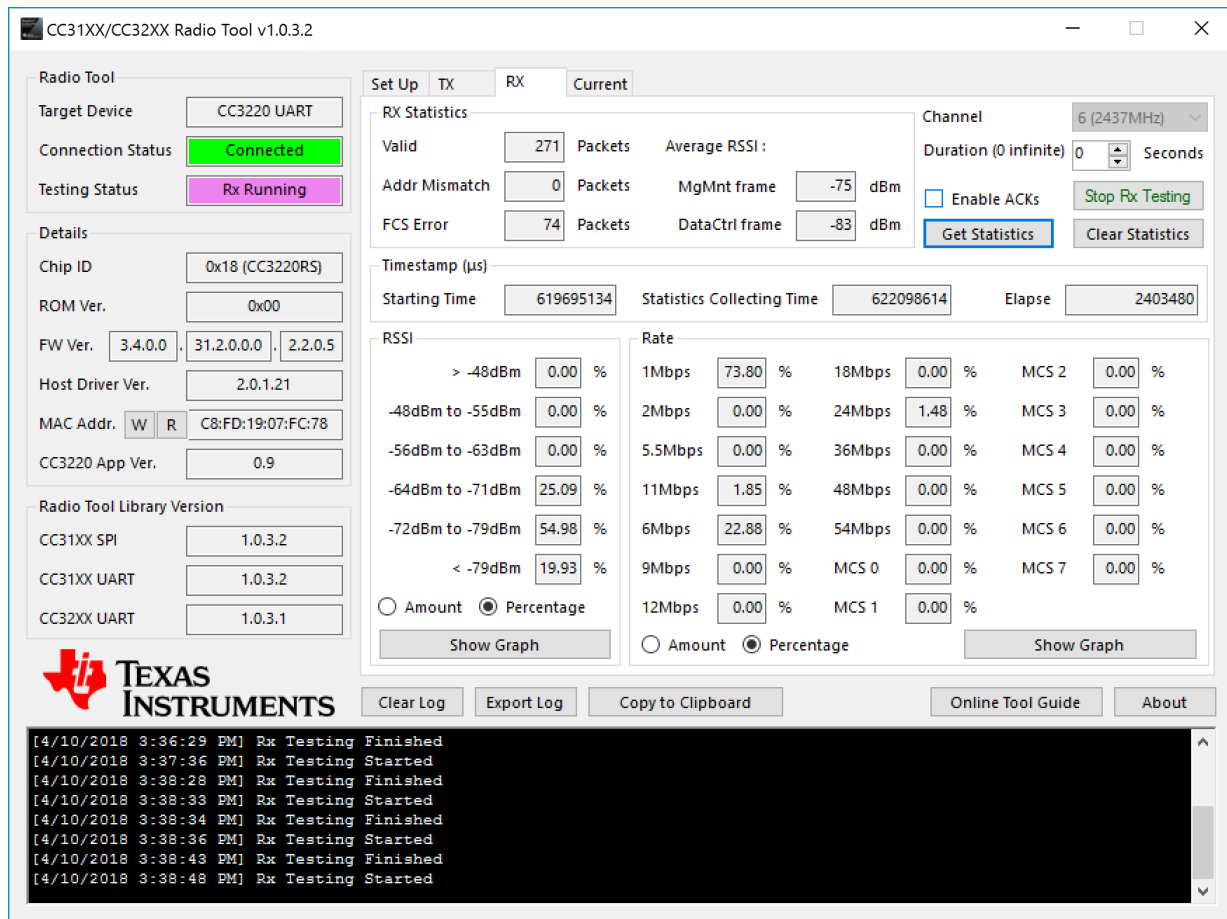 CC31XX/CC32XX Radio Tool v1.0.3.2
Radio Tool
Target Device CC3220 UART
Connection Status Connected
Testing Status Rx Running
Details
Chip ID 0x18 (CC3220RS)
ROM Ver. 0x00
FW Ver. 3.4.0.0 . 31.2.0.0.0 . 2.2.0.5
Host Driver Ver. 2.0.1.21
MAC Addr. W R C8:FD:19:07:FC:78
CC3220 App Ver. 0.9
Radio Tool Library Version
CC31XX SPI 1.0.3.2
CC31XX UART 1.0.3.2
CC32XX UART 1.0.3.1
TEXAS
INSTRUMENTS
Set Up TX RX Current
RX Statistics
Valid 271 Packets Average RSSI :
Addr Mismatch 0 Packets MgMnt frame -75 dBm
FCS Error 74 Packets DataCtrl frame -83 dBm
Channel 6 (2437MHz)
Duration (0 infinite) 0 Seconds
Enable ACKs Stop Rx Testing
Get Statistics Clear Statistics
Timestamp (µs)
Starting Time 619695134 Statistics Collecting Time 622098614 Elapse 2403480
RSSI
> -48dBm 0.00 %
-48dBm to -55dBm 0.00 %
-56dBm to -63dBm 0.00 %
-64dBm to -71dBm 25.09 %
-72dBm to -79dBm 54.98 %
< -79dBm 19.93 %
Amount Percentage
Show Graph
Rate
1Mbps 73.80 % 18Mbps 0.00 % MCS 2 0.00 %
2Mbps 0.00 % 24Mbps 1.48 % MCS 3 0.00 %
5.5Mbps 0.00 % 36Mbps 0.00 % MCS 4 0.00 %
11Mbps 1.85 % 48Mbps 0.00 % MCS 5 0.00 %
6Mbps 22.88 % 54Mbps 0.00 % MCS 6 0.00 %
9Mbps 0.00 % MCS 0 0.00 % MCS 7 0.00 %
12Mbps 0.00 % MCS 1 0.00 %
Amount Percentage Show Graph
Clear Log Export Log Copy to Clipboard Online Tool Guide About
[4/10/2018 3:36:29 PM] Rx Testing Finished
[4/10/2018 3:37:36 PM] Rx Testing Started
[4/10/2018 3:38:28 PM] Rx Testing Finished
[4/10/2018 3:38:33 PM] Rx Testing Started
[4/10/2018 3:38:34 PM] Rx Testing Finished
[4/10/2018 3:38:36 PM] Rx Testing Started
[4/10/2018 3:38:43 PM] Rx Testing Finished
[4/10/2018 3:38:48 PM] Rx Testing Started